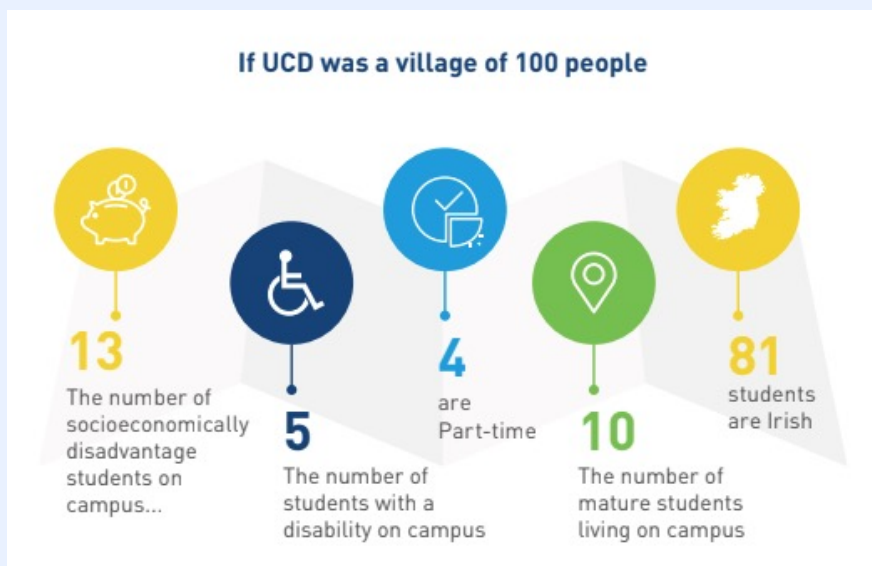 If UCD was a village of 100 people
13
The number of
socioeconomically
disadvantage
students on
campus...
5
The number of
students with a
disability on campus
4
are
Part-time
10
The number of
mature students
living on campus
81
students
are Irish